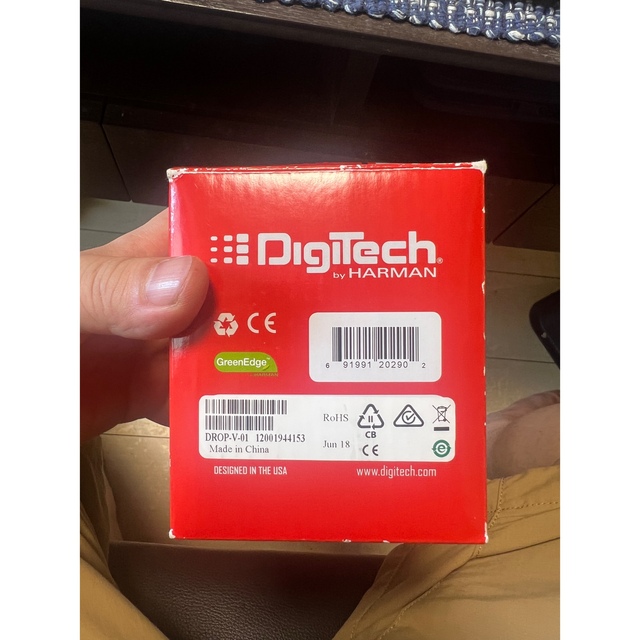 DigiTech®
by HARMAN
CE
GreenEdge™
6 91991 20290 2
DROP-V-01 12001944153
Made in China
RoHS
Jun 18
CB
CE
DESIGNED IN THE USA
www.digitech.com